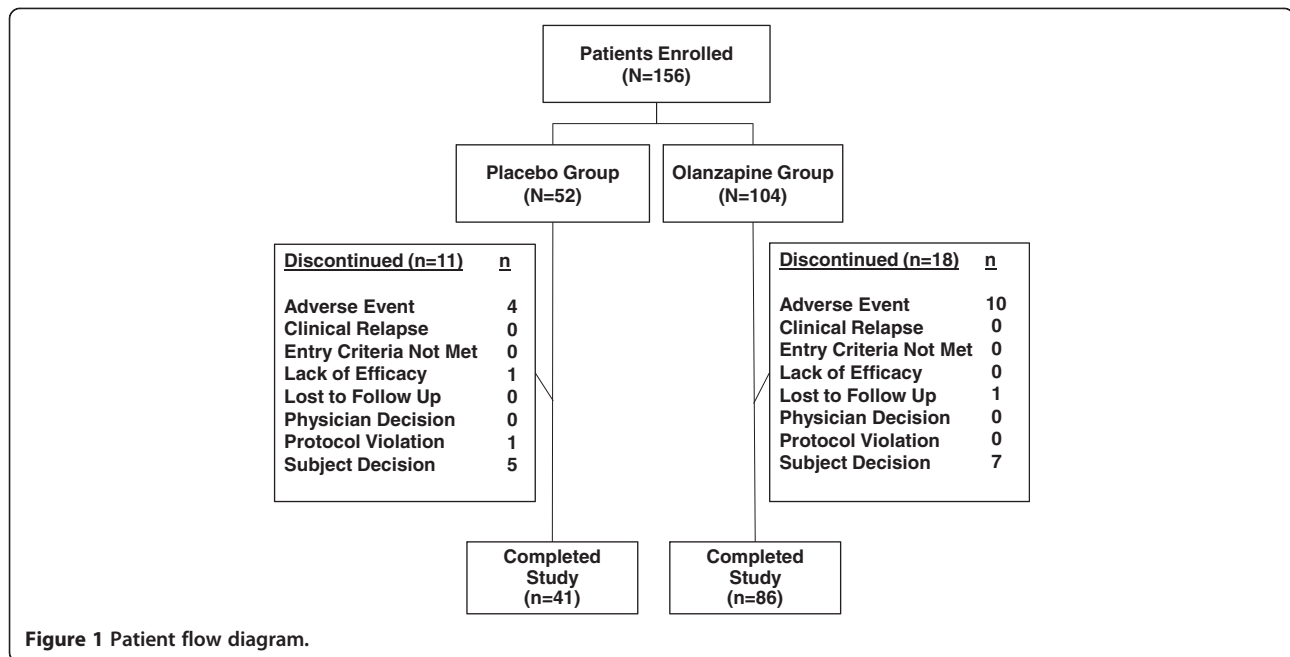 Patients Enrolled
(N=156)
Placebo Group
(N=52)
Olanzapine Group
(N=104)
Discontinued (n=11) n
Adverse Event 4
Clinical Relapse 0
Entry Criteria Not Met 0
Lack of Efficacy 1
Lost to Follow Up 0
Physician Decision 0
Protocol Violation 1
Subject Decision 5
Discontinued (n=18) n
Adverse Event 10
Clinical Relapse 0
Entry Criteria Not Met 0
Lack of Efficacy 0
Lost to Follow Up 1
Physician Decision 0
Protocol Violation 0
Subject Decision 7
Completed
Study
(n=41)
Completed
Study
(n=86)
Figure 1 Patient flow diagram.